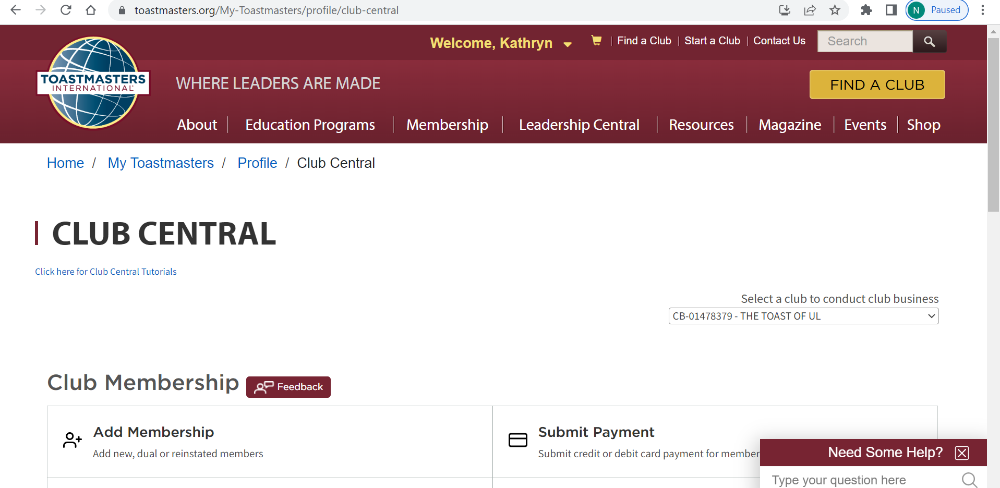 toastmasters.org/My-Toastmasters/profile/club-central
N Paused
Welcome, Kathryn
Find a Club | Start a Club | Contact Us
Search
TOASTMASTERS
INTERNATIONAL
WHERE LEADERS ARE MADE
FIND A CLUB
About Education Programs Membership Leadership Central Resources Magazine Events Shop
Home / My Toastmasters / Profile / Club Central
CLUB CENTRAL
Click here for Club Central Tutorials
Select a club to conduct club business
CB-01478379 - THE TOAST OF UL
Club Membership
Feedback
Add Membership
Add new, dual or reinstated members
Submit Payment
Submit credit or debit card payment for member
Need Some Help?
Type your question here